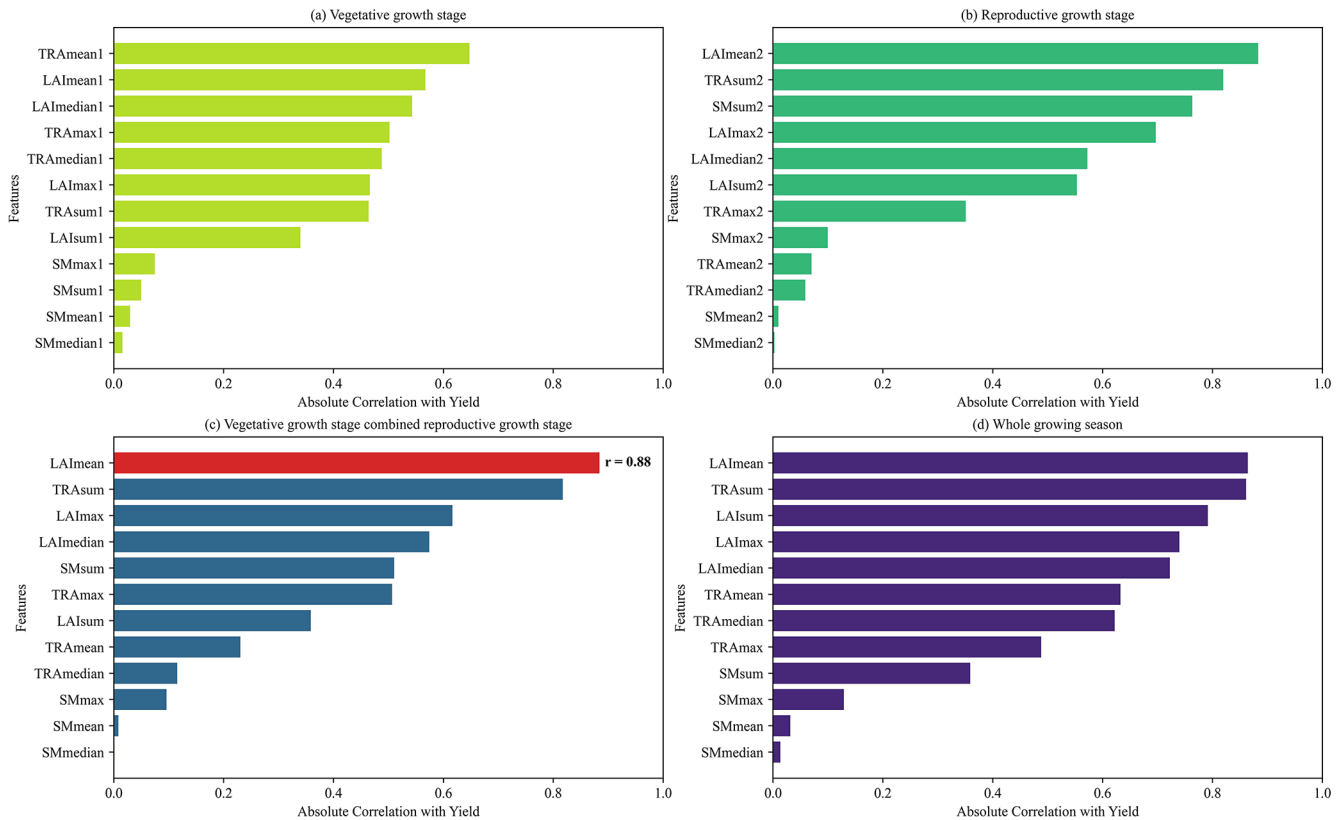 (a) Vegetative growth stage
Features
TRAmean1
LAImean1
LAImedian1
TRAmax1
TRAmedian1
LAImax1
TRAsum1
LAIsum1
SMmax1
SMsum1
SMmean1
SMmedian1
0.0 0.2 0.4 0.6 0.8 1.0
Absolute Correlation with Yield
(b) Reproductive growth stage
Features
LAImean2
TRAsum2
SMsum2
LAImax2
LAImedian2
LAIsum2
TRAmax2
SMmax2
TRAmean2
TRAmedian2
SMmean2
SMmedian2
0.0 0.2 0.4 0.6 0.8 1.0
Absolute Correlation with Yield
(c) Vegetative growth stage combined reproductive growth stage
Features
LAImean
r = 0.88
TRAsum
LAImax
LAImedian
SMsum
TRAmax
LAIsum
TRAmean
TRAmedian
SMmax
SMmean
SMmedian
0.0 0.2 0.4 0.6 0.8 1.0
Absolute Correlation with Yield
(d) Whole growing season
Features
LAImean
TRAsum
LAIsum
LAImax
LAImedian
TRAmean
TRAmedian
TRAmax
SMsum
SMmax
SMmean
SMmedian
0.0 0.2 0.4 0.6 0.8 1.0
Absolute Correlation with Yield